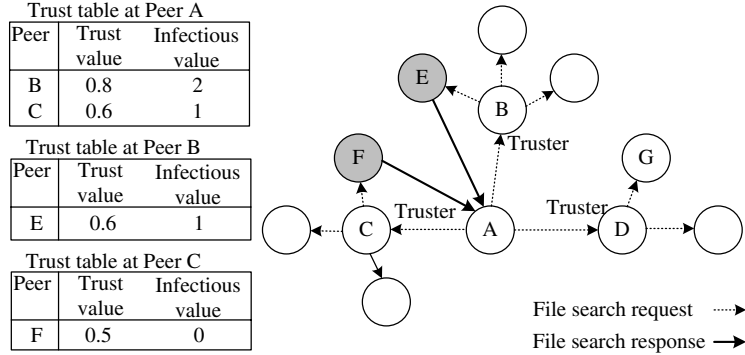 Trust table at Peer A
Peer Trust value Infectious value
B 0.8 2
C 0.6 1
Trust table at Peer B
Peer Trust value Infectious value
E 0.6 1
Trust table at Peer C
Peer Trust value Infectious value
F 0.5 0
E
B
Truster
F
G
Truster
Truster
C
A
D
File search request
File search response